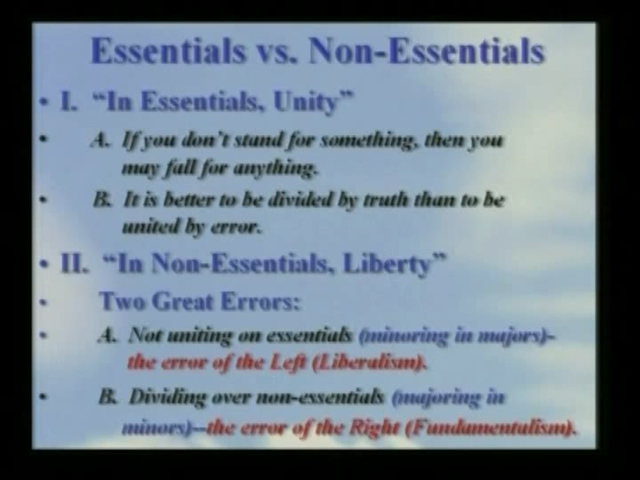 Essentials vs. Non-Essentials
• I. “In Essentials, Unity”
• A. If you don’t stand for something, then you
may fall for anything.
• B. It is better to be divided by truth than to be
united by error.
• II. “In Non-Essentials, Liberty”
• Two Great Errors:
• A. Not uniting on essentials (minoring in majors)-
the error of the Left (Liberalism).
• B. Dividing over non-essentials (majoring in
minors)--the error of the Right (Fundamentalism).